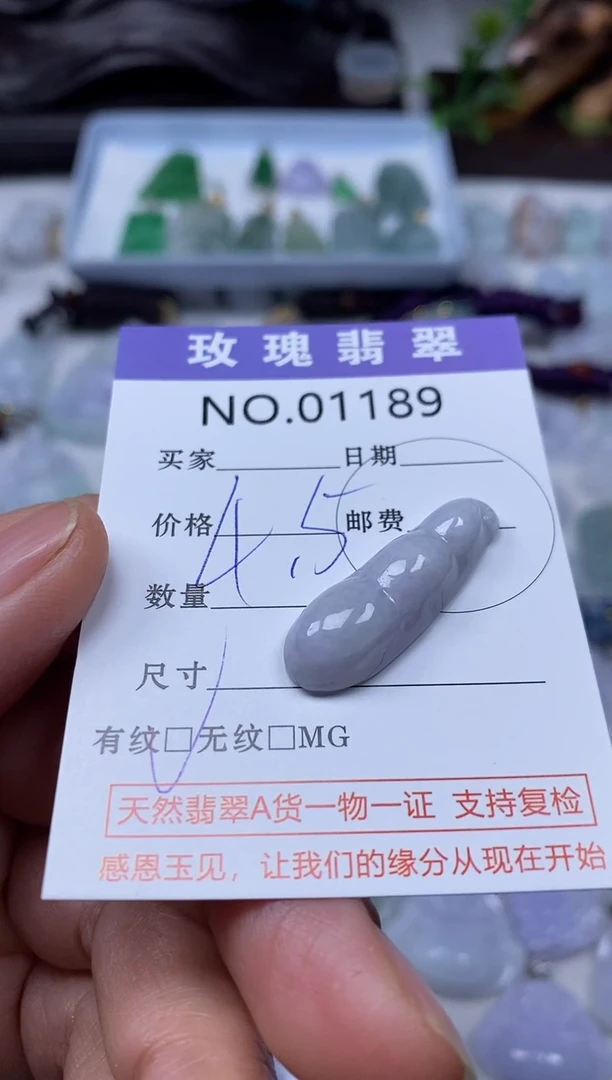 玫瑰翡翠
NO.01189
买家 日期
价格 4.5 邮费
数量
尺寸
有纹□无纹□MG
天然翡翠A货一物一证 支持复检
感恩玉见，让我们的缘分从现在开始